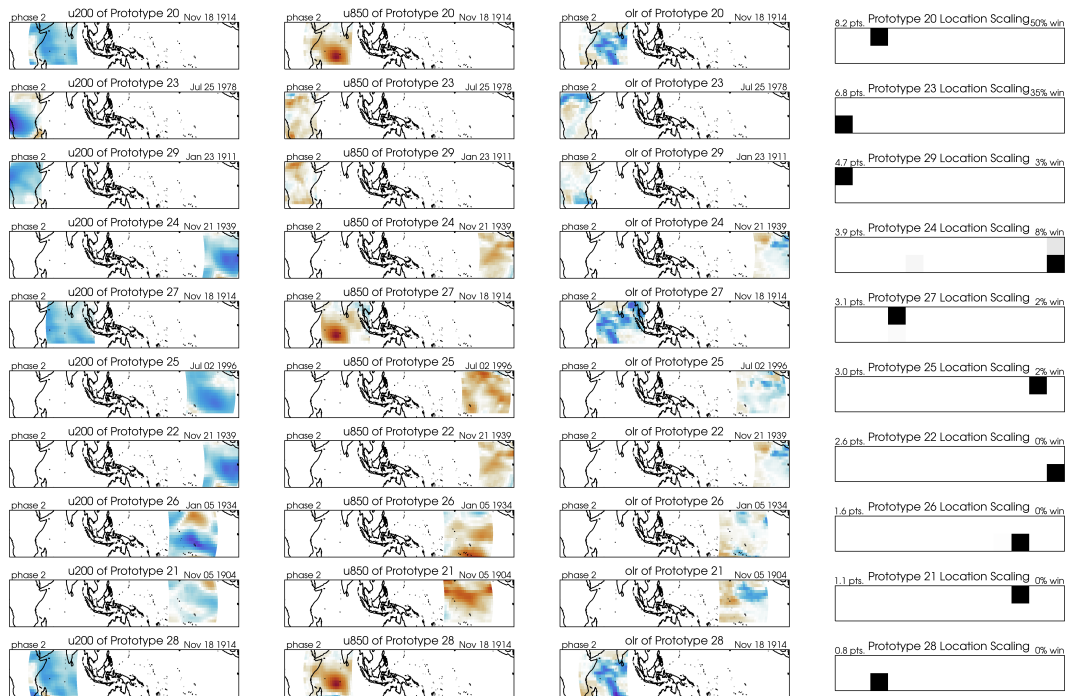 u200 of Prototype 20
phase 2
Nov 18 1914
u850 of Prototype 20
phase 2
Nov 18 1914
olr of Prototype 20
phase 2
Nov 18 1914
8.2 pts.
Prototype 20 Location Scaling
50% win
u200 of Prototype 23
phase 2
Jul 25 1978
u850 of Prototype 23
phase 2
Jul 25 1978
olr of Prototype 23
phase 2
Jul 25 1978
6.8 pts.
Prototype 23 Location Scaling
35% win
u200 of Prototype 29
phase 2
Jan 23 1911
u850 of Prototype 29
phase 2
Jan 23 1911
olr of Prototype 29
phase 2
Jan 23 1911
4.7 pts.
Prototype 29 Location Scaling
3% win
u200 of Prototype 24
phase 2
Nov 21 1939
u850 of Prototype 24
phase 2
Nov 21 1939
olr of Prototype 24
phase 2
Nov 21 1939
3.9 pts.
Prototype 24 Location Scaling
8% win
u200 of Prototype 27
phase 2
Nov 18 1914
u850 of Prototype 27
phase 2
Nov 18 1914
olr of Prototype 27
phase 2
Nov 18 1914
3.1 pts.
Prototype 27 Location Scaling
2% win
u200 of Prototype 25
phase 2
Jul 02 1996
u850 of Prototype 25
phase 2
Jul 02 1996
olr of Prototype 25
phase 2
Jul 02 1996
3.0 pts.
Prototype 25 Location Scaling
2% win
u200 of Prototype 22
phase 2
Nov 21 1939
u850 of Prototype 22
phase 2
Nov 21 1939
olr of Prototype 22
phase 2
Nov 21 1939
2.6 pts.
Prototype 22 Location Scaling
0% win
u200 of Prototype 26
phase 2
Jan 05 1934
u850 of Prototype 26
phase 2
Jan 05 1934
olr of Prototype 26
phase 2
Jan 05 1934
1.6 pts.
Prototype 26 Location Scaling
0% win
u200 of Prototype 21
phase 2
Nov 05 1904
u850 of Prototype 21
phase 2
Nov 05 1904
olr of Prototype 21
phase 2
Nov 05 1904
1.1 pts.
Prototype 21 Location Scaling
0% win
u200 of Prototype 28
phase 2
Nov 18 1914
u850 of Prototype 28
phase 2
Nov 18 1914
olr of Prototype 28
phase 2
Nov 18 1914
0.8 pts.
Prototype 28 Location Scaling
0% win